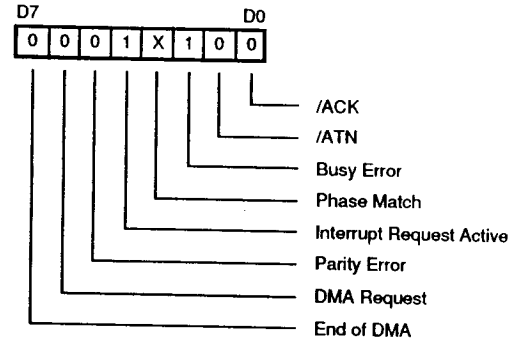 D7 D0
0 0 0 1 X 1 0 0
/ACK
/ATN
Busy Error
Phase Match
Interrupt Request Active
Parity Error
DMA Request
End of DMA